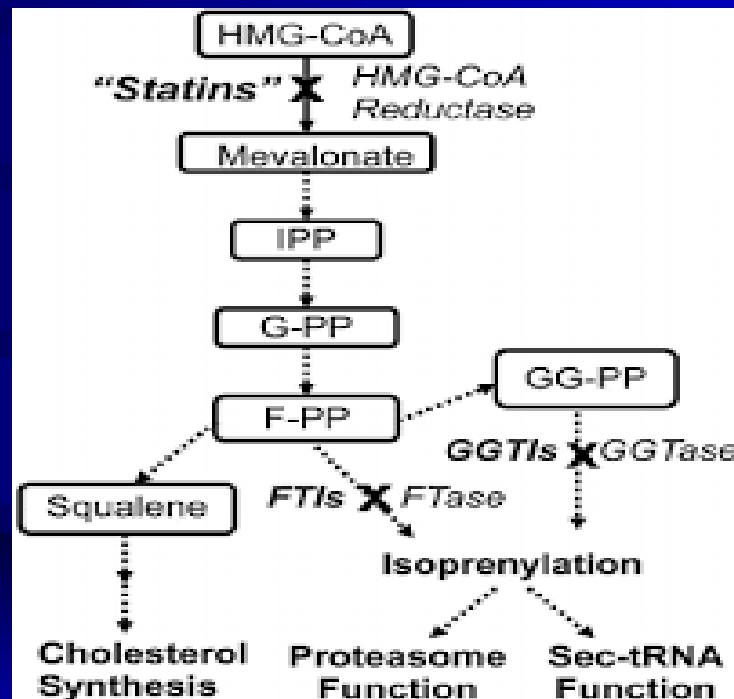 HMG-CoA
"Statins"
HMG-CoA
Reductase
Mevalonate
IPP
G-PP
GG-PP
F-PP
GGTIs
GGTase
FTIs
FTase
Squalene
Isoprenylation
Cholesterol
Synthesis
Proteasome
Function
Sec-tRNA
Function